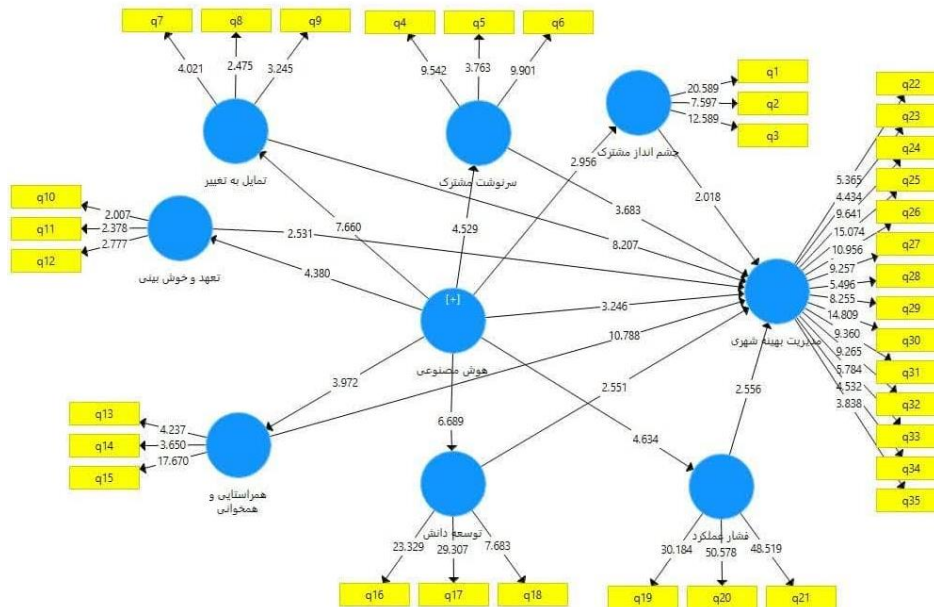 q7
q8
q9
4.021
2.475
3.245
تمایل به تغییر
q4
q5
q6
9.542
3.763
9.901
سرنوشت مشترک
q1
q2
q3
20.589
7.597
12.589
چشم انداز مشترک
q10
q11
q12
2.007
2.378
2.777
تعهد و خوش بینی
7.660
4.529
2.956
4.380
2.531
3.683
8.207
2.018
3.246
10.788
[+]
هوش مصنوعی
3.972
6.689
4.634
2.551
2.556
q13
q14
q15
4.237
3.650
17.670
همراستایی و
همخوانی
توسعه دانش
23.329
29.307
7.683
q16
q17
q18
فشار عملکرد
30.184
50.578
48.519
q19
q20
q21
مدیریت بهینه شهری
5.365
4.434
9.641
15.074
10.956
9.257
5.496
8.255
14.809
9.360
9.265
5.784
4.532
3.838
q22
q23
q24
q25
q26
q27
q28
q29
q30
q31
q32
q33
q34
q35